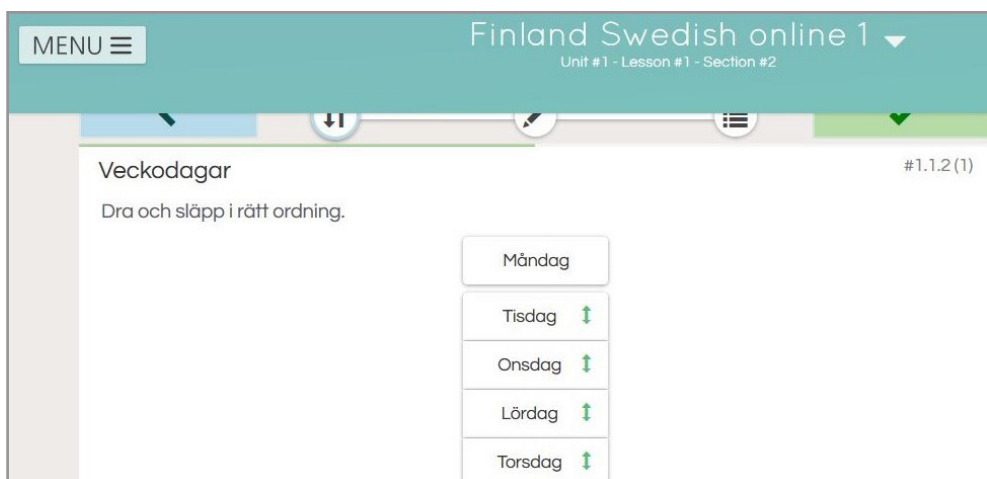 MENU
Finland Swedish online 1
Unit #1 - Lesson #1 - Section #2
Veckodagar
#1.1.2 (1)
Dra och släpp i rätt ordning.
Måndag
Tisdag
Onsdag
Lördag
Torsdag